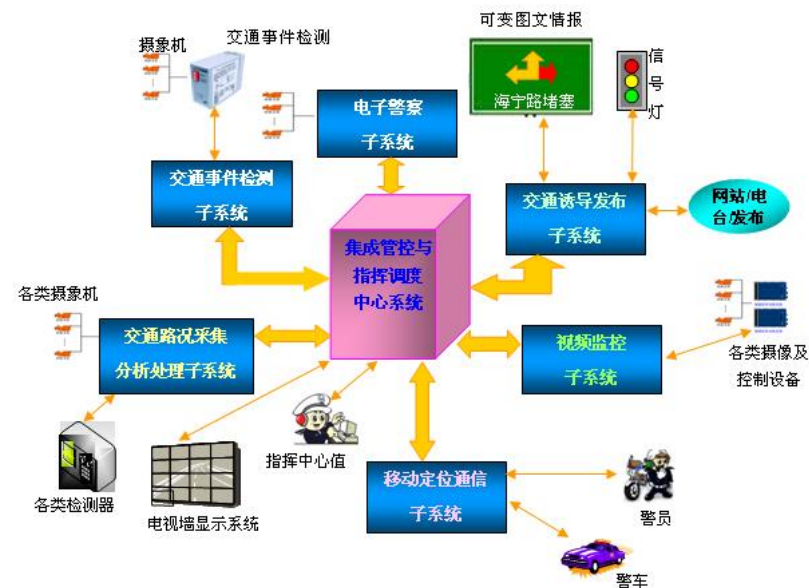 可变图文情报
摄象机
交通事件检测
信
号
灯
海宁路堵塞
电子警察
子系统
交通事件检测
子系统
交通诱导发布
子系统
网站/电
台/发布
集成管控与
指挥调度
中心系统
各类摄象机
交通路况采集
分析处理子系统
视频监控
子系统
各类摄像及
控制设备
指挥中心值
各类检测器
电视墙显示系统
移动定位通信
子系统
警员
警车